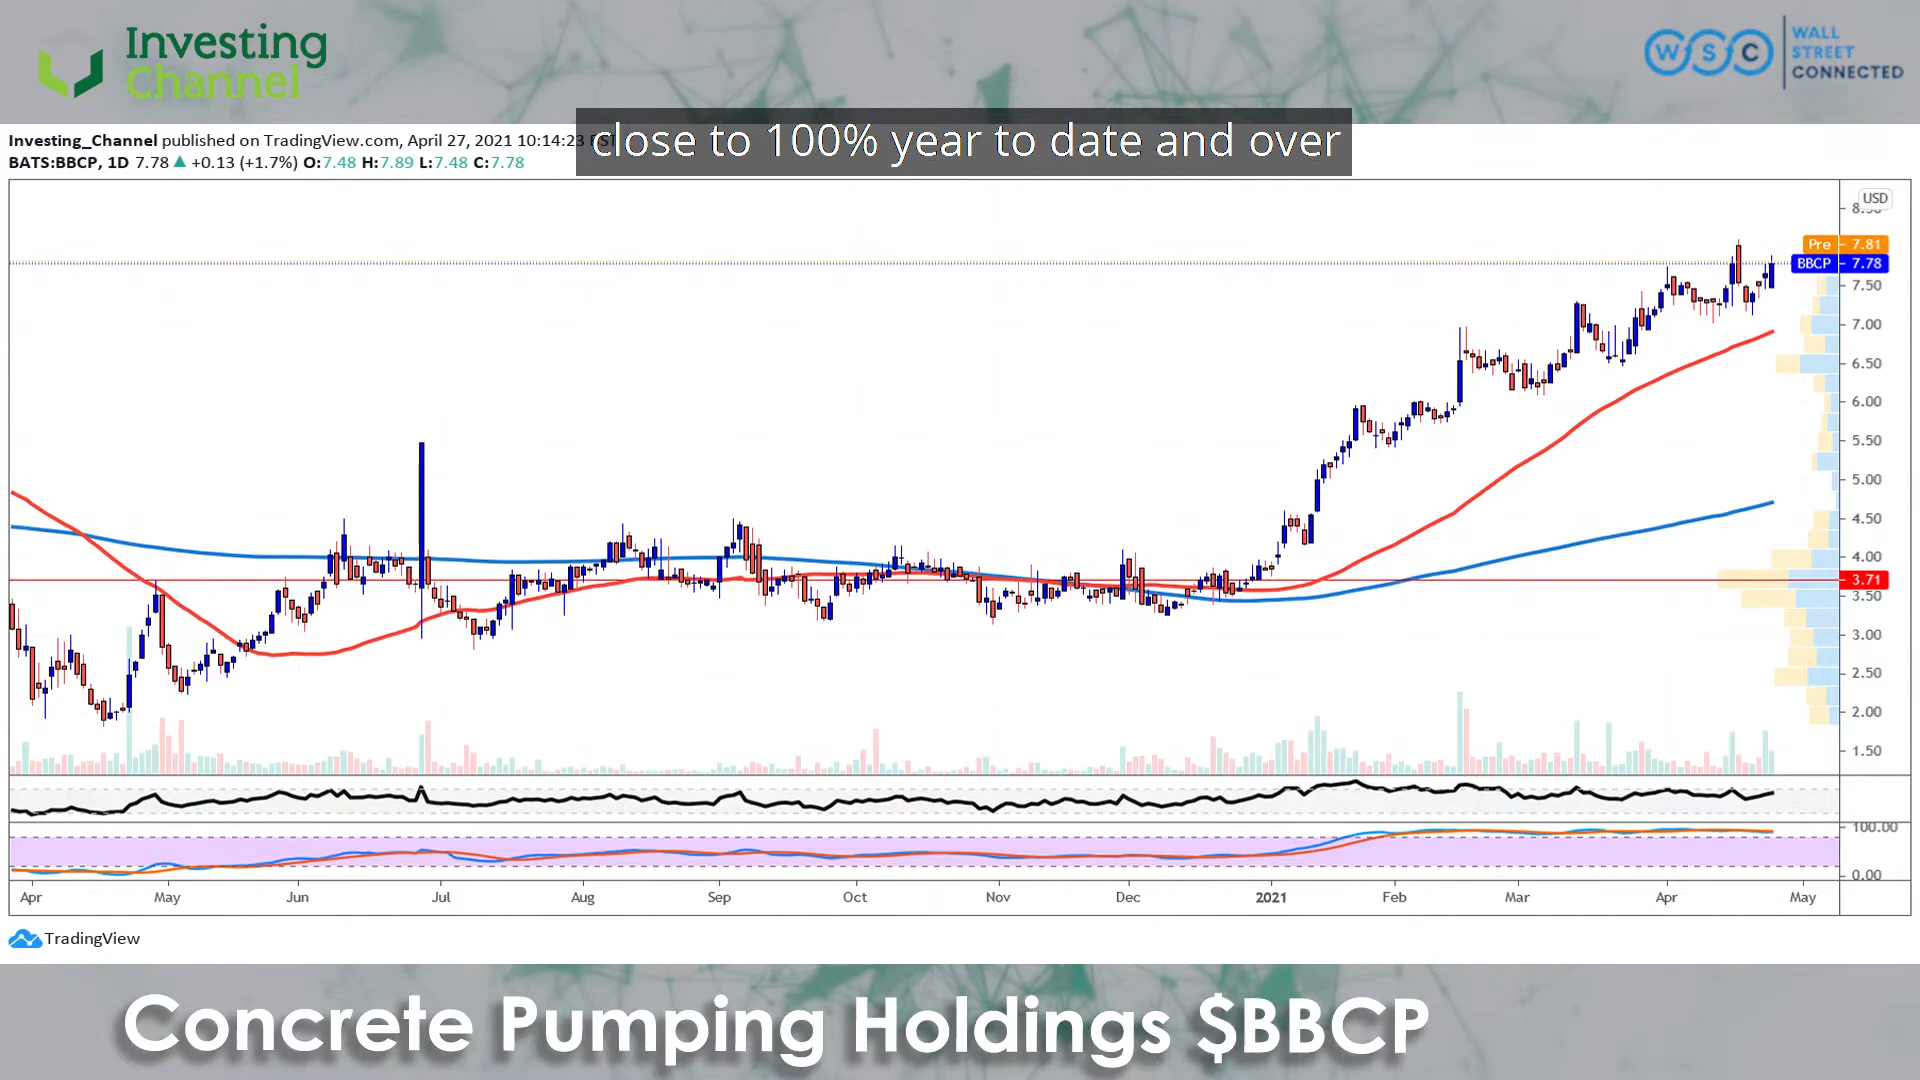 Investing
Channel
WSC
WALL
STREET
CONNECTED
close to 100% year to date and over
Investing_Channel published on TradingView.com, April 27, 2021 10:14:23
BATS:BBCP, 1D 7.78 ▲ +0.13 (+1.7%) O:7.48 H:7.89 L:7.48 C:7.78
USD
Pre 7.81
BBCP 7.78
7.50
7.00
6.50
6.00
5.50
5.00
4.50
4.00
3.71
3.50
3.00
2.50
2.00
1.50
100.00
0.00
Apr May Jun Jul Aug Sep Oct Nov Dec 2021 Feb Mar Apr May
TradingView
Concrete Pumping Holdings $BBCP